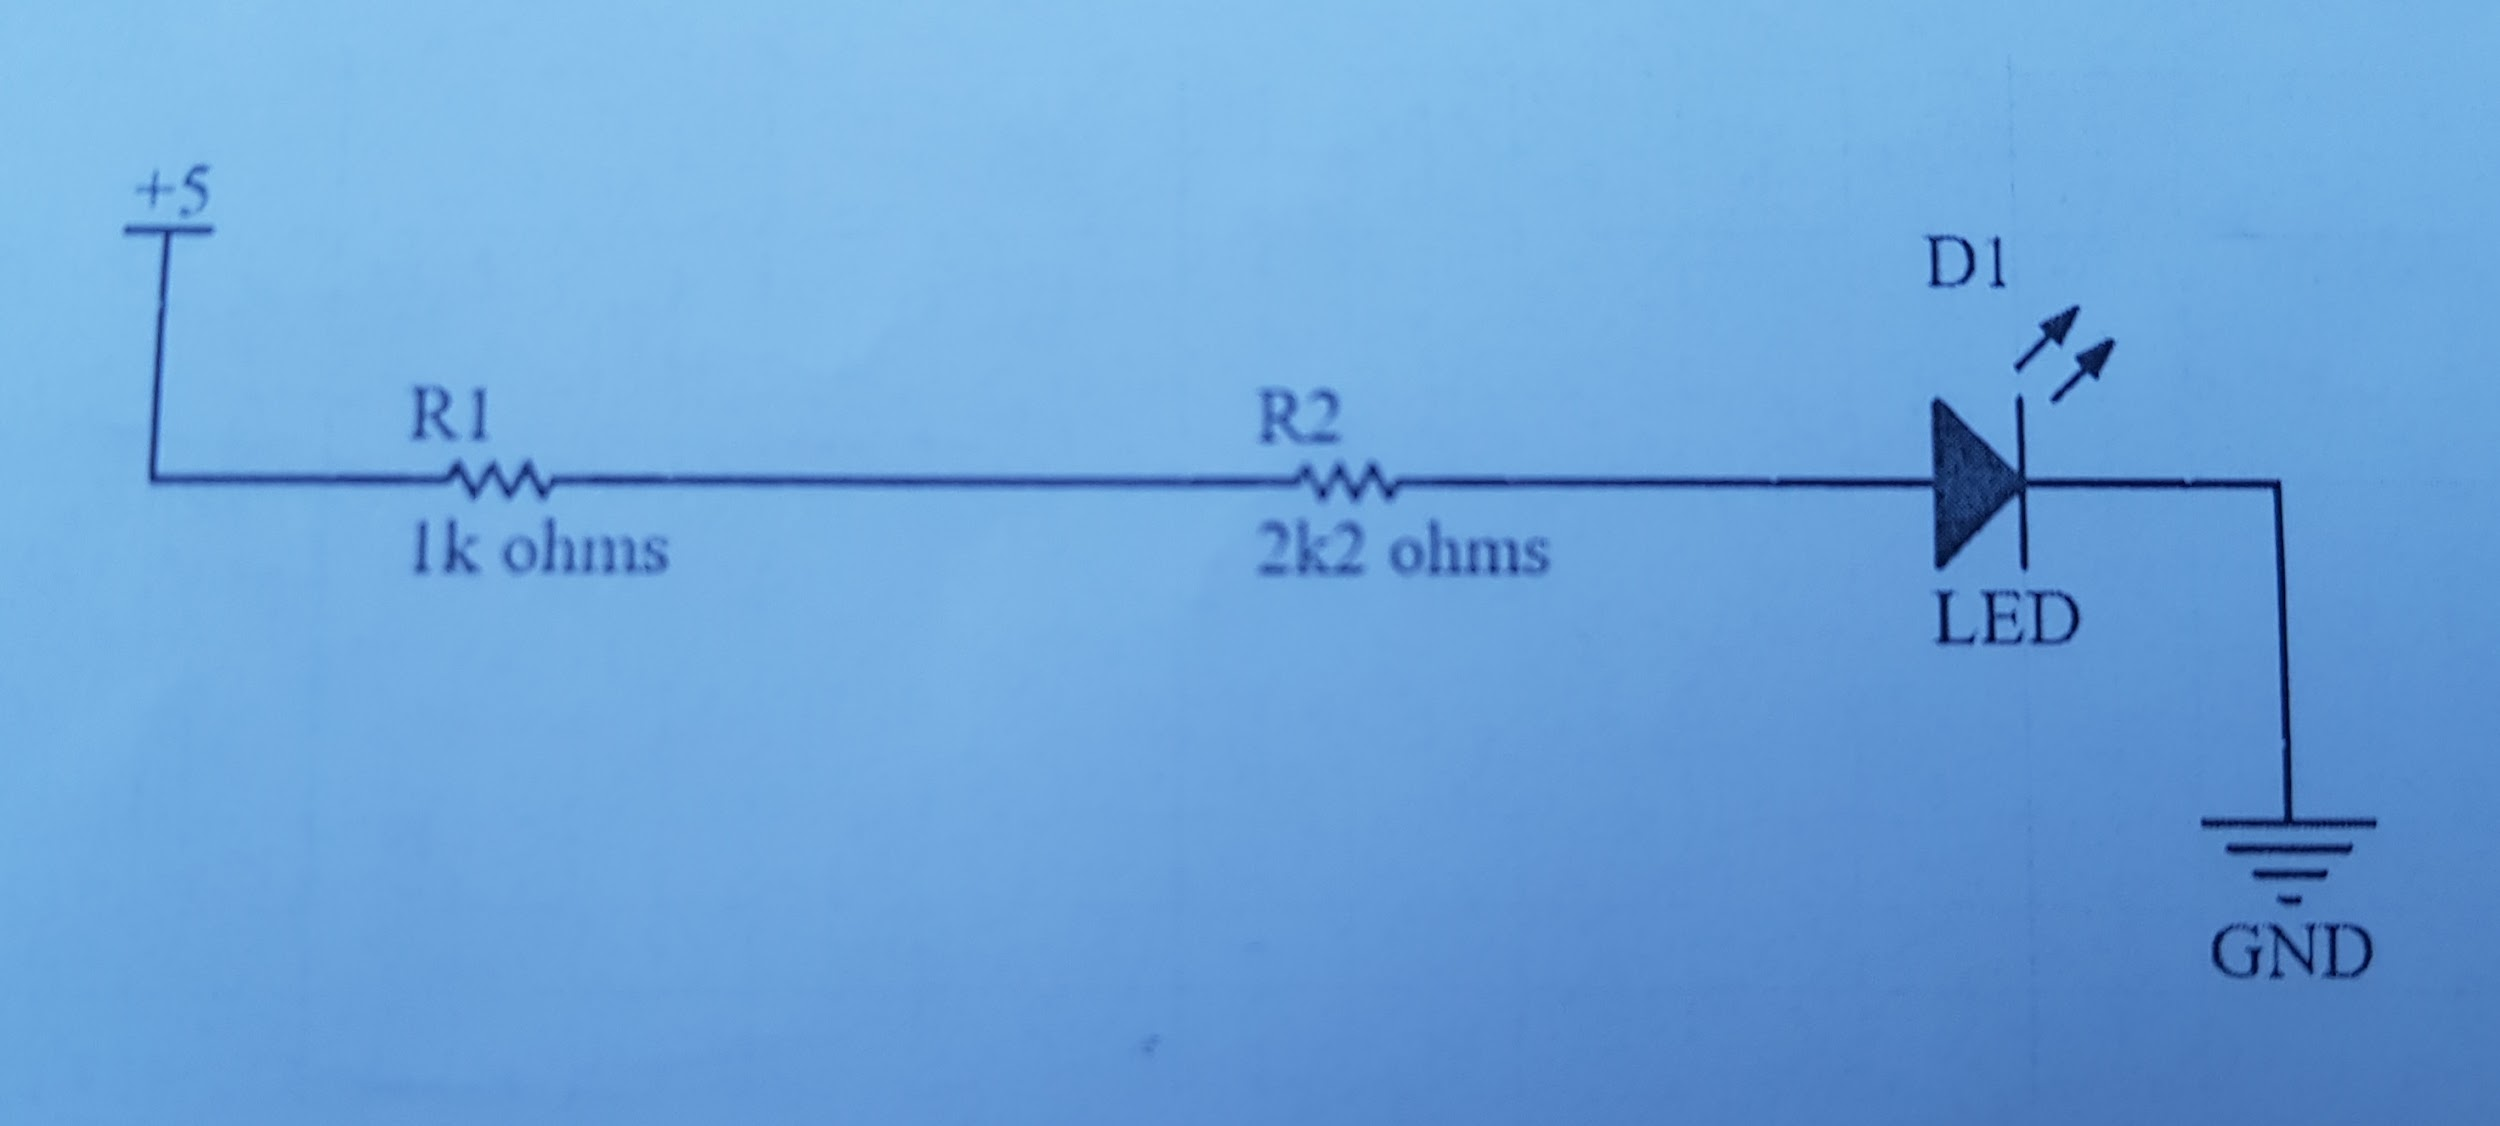 +5
D1
R1
R2
1k ohms
2k2 ohms
LED
GND